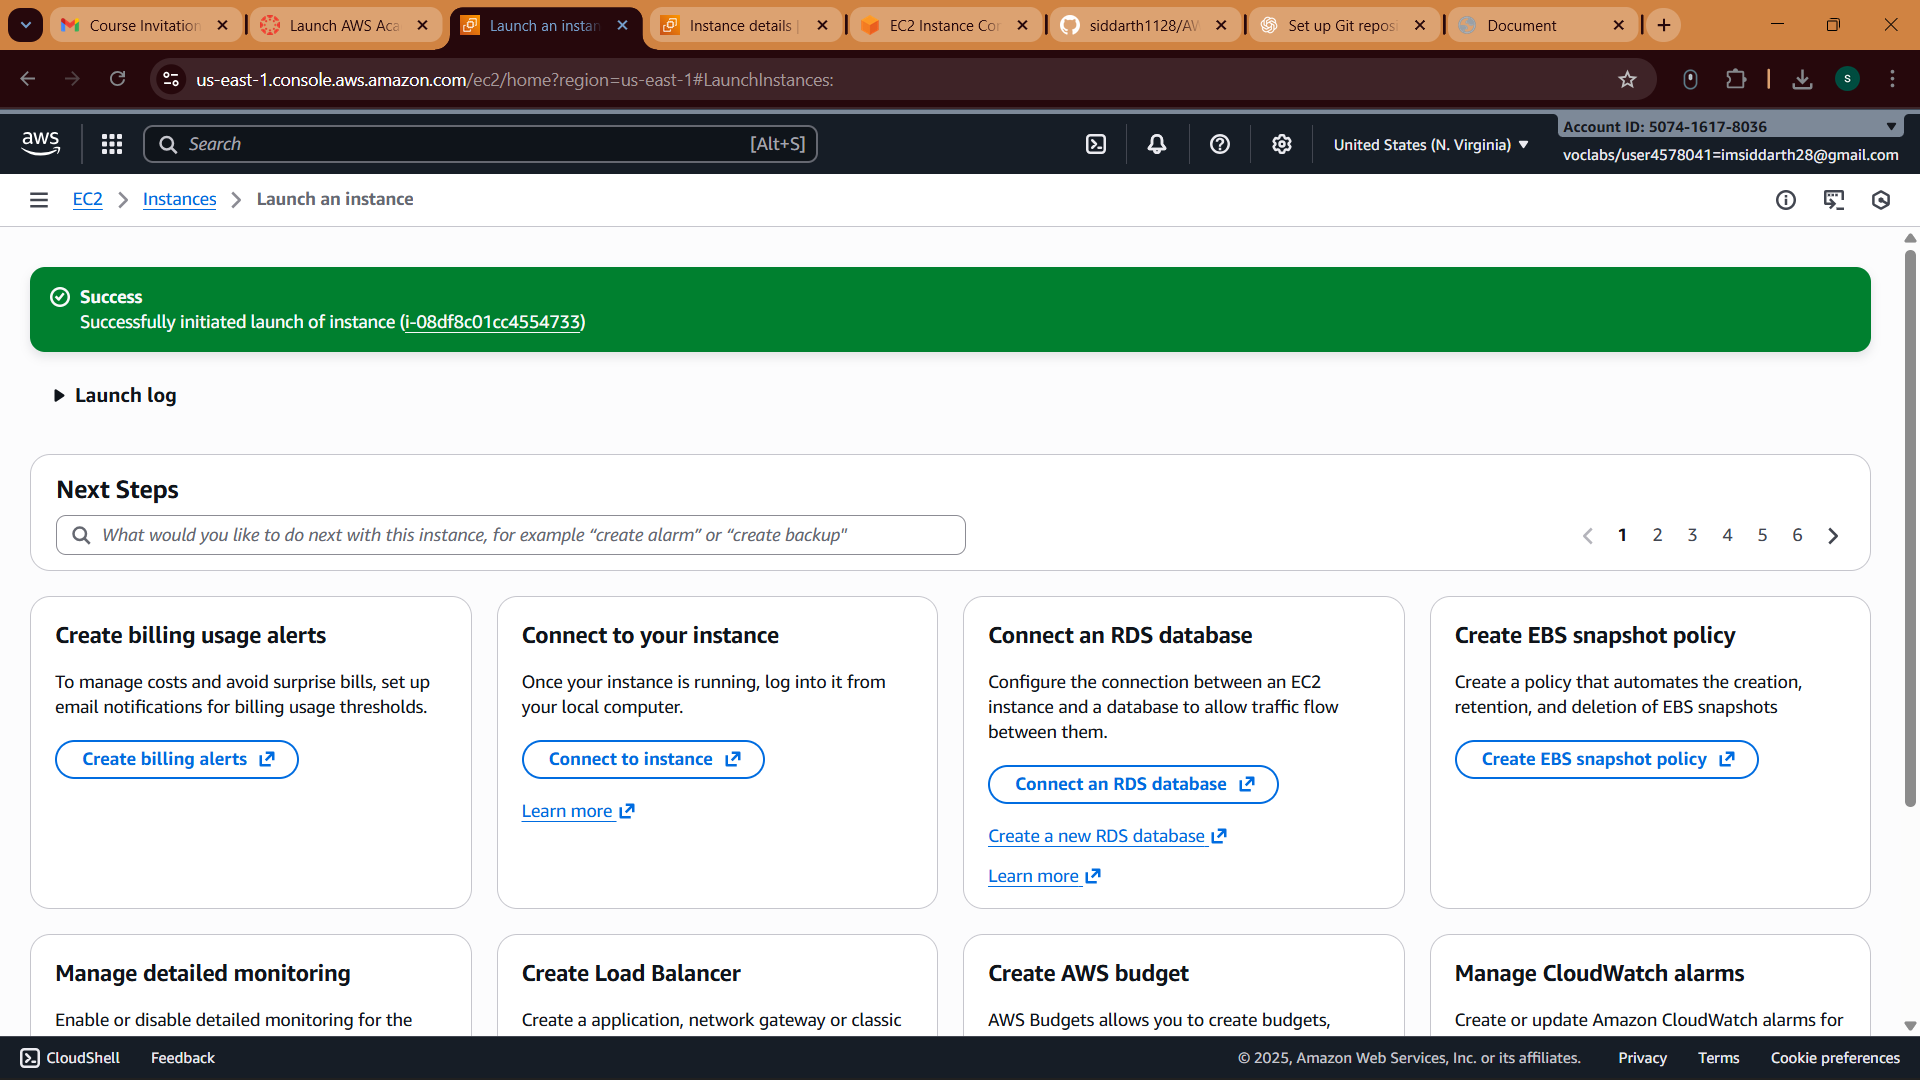 Course Invitation
Launch AWS Aca
Launch an instan
Instance details |
EC2 Instance Con
siddarth1128/AW
Set up Git reposi
Document
us-east-1.console.aws.amazon.com/ec2/home?region=us-east-1#LaunchInstances:
S
aws
Search
[Alt+S]
United States (N. Virginia)
Account ID: 5074-1617-8036
voclabs/user4578041=imsiddarth28@gmail.com
EC2
Instances
Launch an instance
Success
Successfully initiated launch of instance (i-08df8c01cc4554733)
Launch log
Next Steps
What would you like to do next with this instance, for example “create alarm” or “create backup"
1 2 3 4 5 6
Create billing usage alerts
To manage costs and avoid surprise bills, set up
email notifications for billing usage thresholds.
Create billing alerts
Connect to your instance
Once your instance is running, log into it from
your local computer.
Connect to instance
Learn more
Connect an RDS database
Configure the connection between an EC2
instance and a database to allow traffic flow
between them.
Connect an RDS database
Create a new RDS database
Learn more
Create EBS snapshot policy
Create a policy that automates the creation,
retention, and deletion of EBS snapshots
Create EBS snapshot policy
Manage detailed monitoring
Enable or disable detailed monitoring for the
Create Load Balancer
Create a application, network gateway or classic
Create AWS budget
AWS Budgets allows you to create budgets,
Manage CloudWatch alarms
Create or update Amazon CloudWatch alarms for
CloudShell
Feedback
© 2025, Amazon Web Services, Inc. or its affiliates.
Privacy
Terms
Cookie preferences